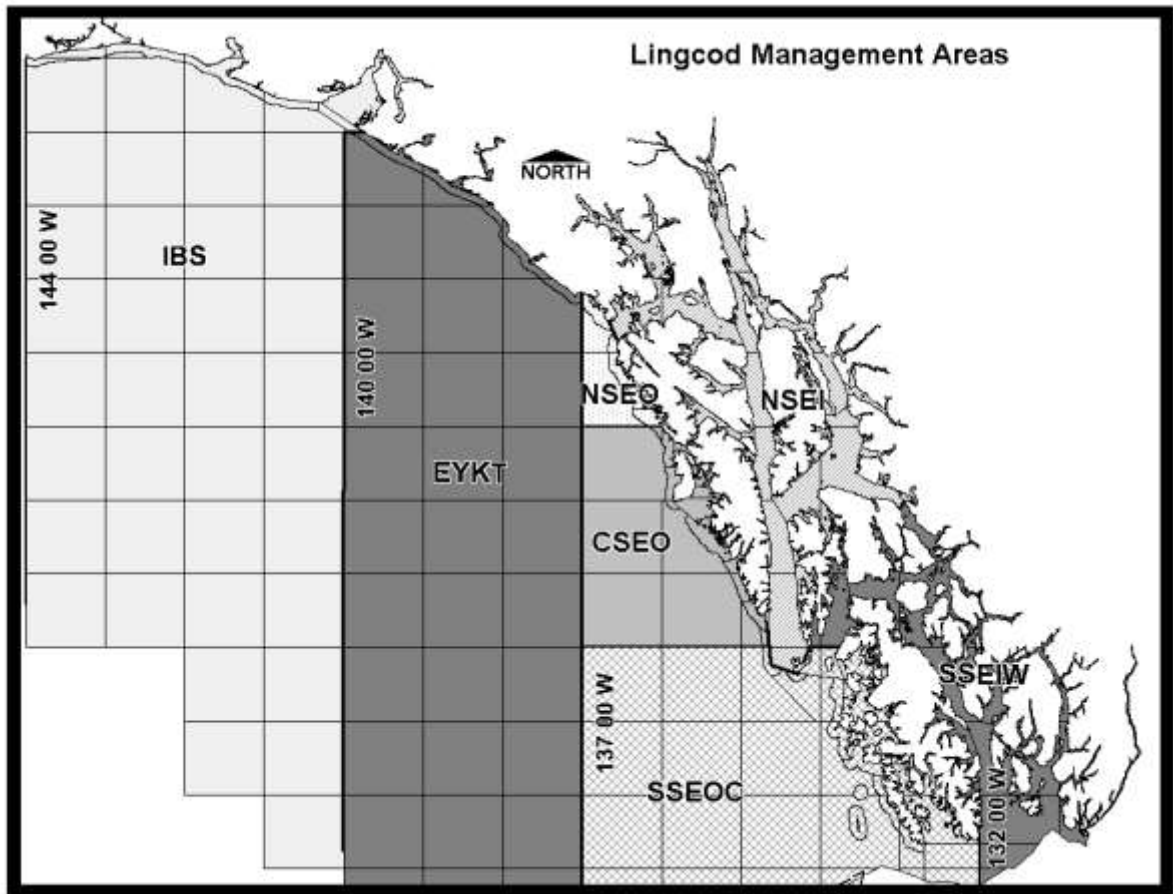 Lingcod Management Areas
NORTH
144 00 W
IBS
140 00 W
NSEO
NSEI
EYKT
CSEO
SSEIW
137 00 W
SSEOC
132 00 W